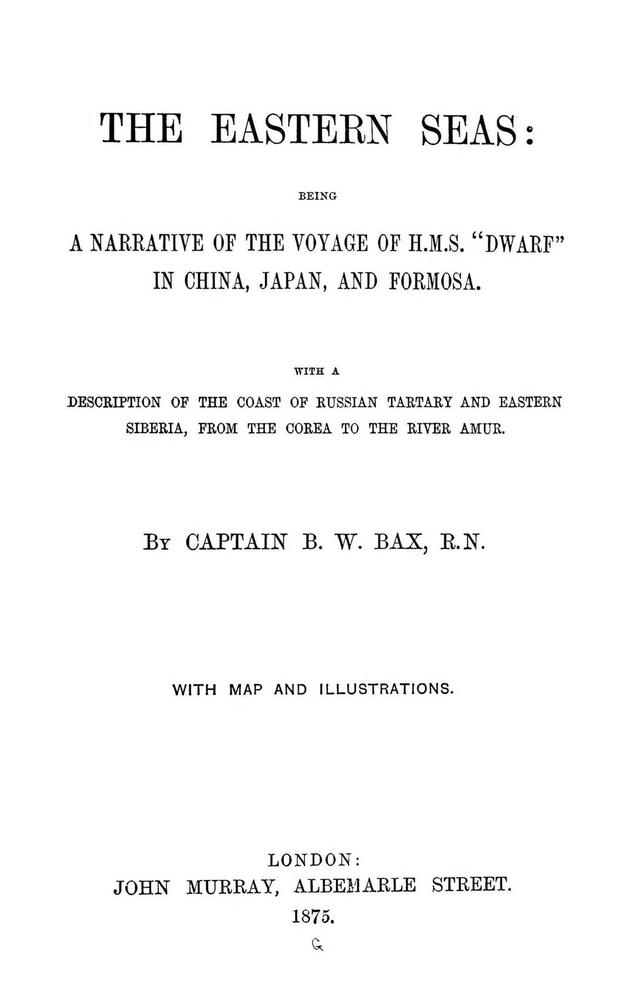 THE EASTERN SEAS:
BEING
A NARRATIVE OF THE VOYAGE OF H.M.S. “DWARF”
IN CHINA, JAPAN, AND FORMOSA.
WITH A
DESCRIPTION OF THE COAST OF RUSSIAN TARTARY AND EASTERN
SIBERIA, FROM THE COREA TO THE RIVER AMUR.
BY CAPTAIN B. W. BAX, R.N.
WITH MAP AND ILLUSTRATIONS.
LONDON:
JOHN MURRAY, ALBEMARLE STREET.
1875.
G